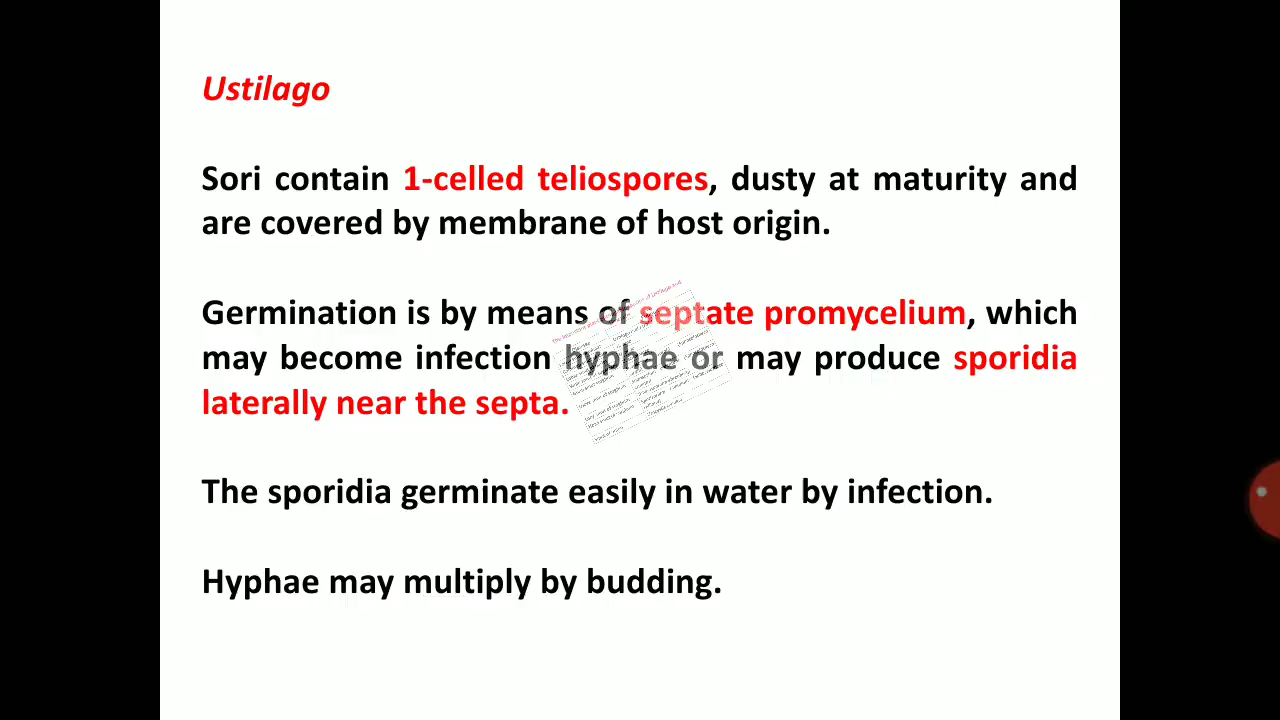 Ustilago
Sori contain 1-celled teliospores, dusty at maturity and
are covered by membrane of host origin.
Germination is by means of septate promycelium, which
may become infection hyphae or may produce sporidia
laterally near the septa.
The sporidia germinate easily in water by infection.
Hyphae may multiply by budding.